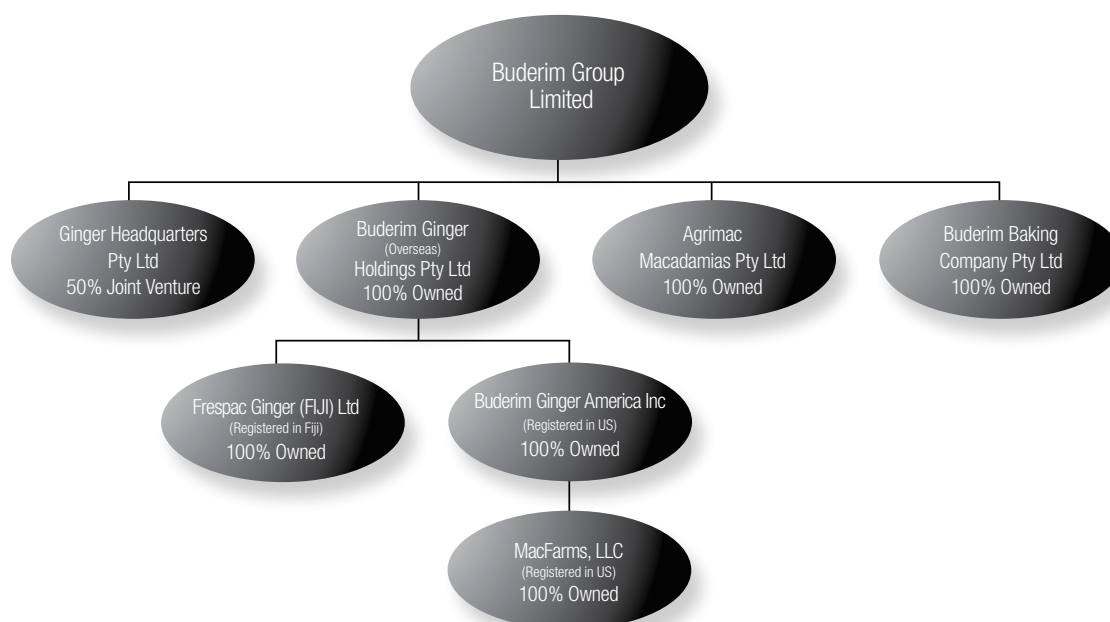 Buderim Group
Limited
Ginger Headquarters
Pty Ltd
50% Joint Venture
Buderim Ginger
(Overseas)
Holdings Pty Ltd
100% Owned
Agrimac
Macadamias Pty Ltd
100% Owned
Buderim Baking
Company Pty Ltd
100% Owned
Frespac Ginger (FIJI) Ltd
(Registered in Fiji)
100% Owned
Buderim Ginger America Inc
(Registered in US)
100% Owned
MacFarms, LLC
(Registered in US)
100% Owned